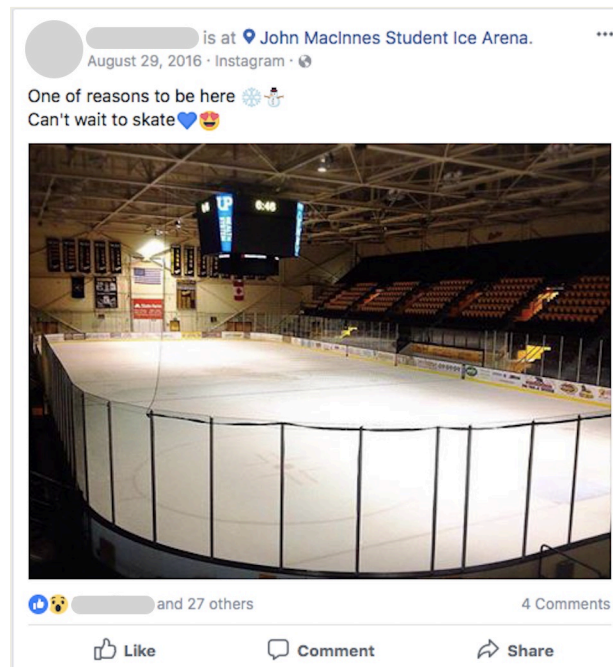 is at John MacInnes Student Ice Arena.
August 29, 2016 · Instagram ·
One of reasons to be here ❄️⛄
Can't wait to skate💙😍
UP
6:46
and 27 others
4 Comments
Like
Comment
Share